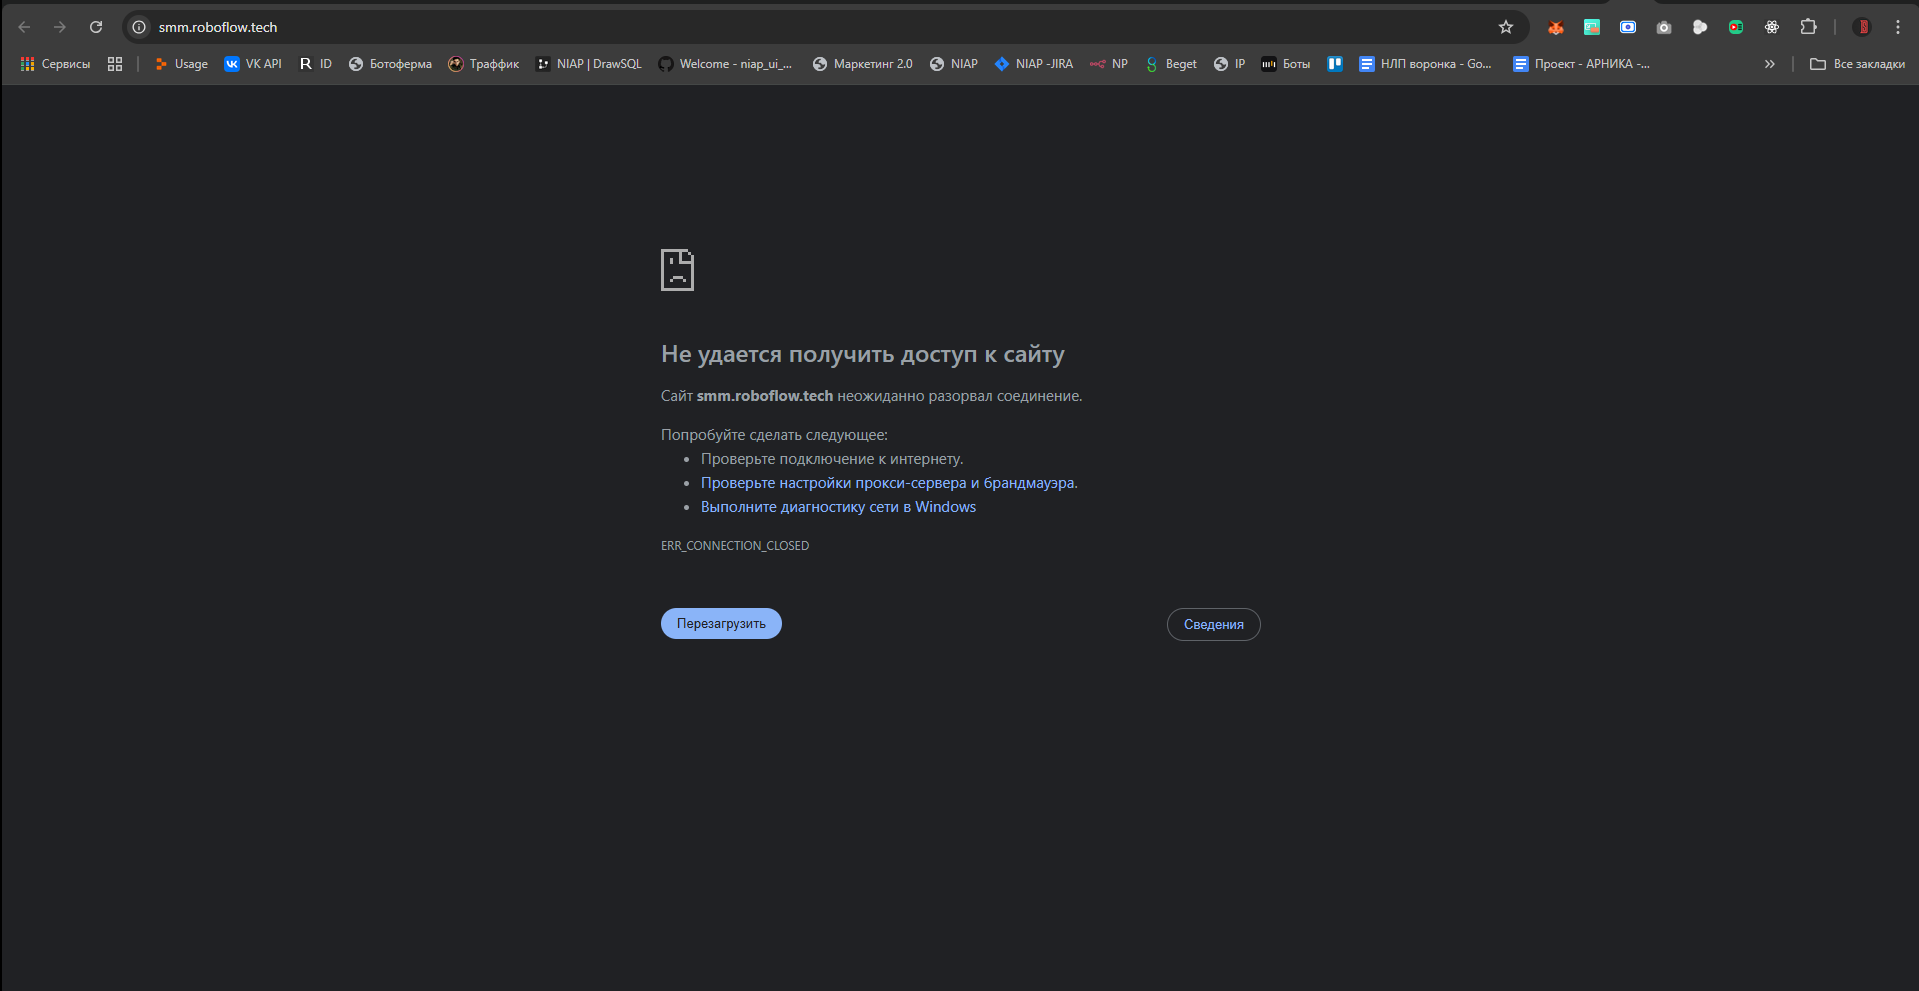 smm.roboflow.tech
Сервисы Usage VK API ID Ботоферма Траффик NIAP | DrawSQL Welcome - niap_ui_... Маркетинг 2.0 NIAP NIAP -JIRA NP Beget IP Боты НЛП воронка - Go... Проект - АРНИКА -... Все закладки
Не удается получить доступ к сайту
Сайт smm.roboflow.tech неожиданно разорвал соединение.
Попробуйте сделать следующее:
Проверьте подключение к интернету.
Проверьте настройки прокси-сервера и брандмауэра.
Выполните диагностику сети в Windows
ERR_CONNECTION_CLOSED
Перезагрузить Сведения